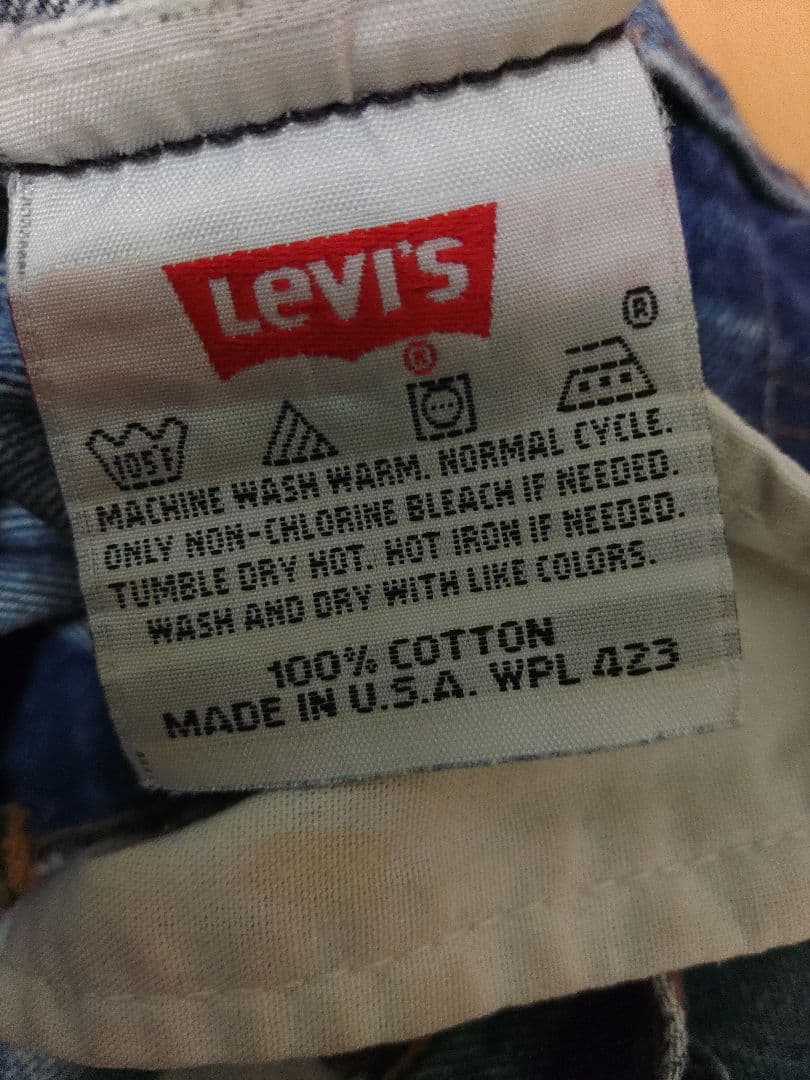 Levi's
®
®
105F
MACHINE WASH WARM. NORMAL CYCLE.
ONLY NON-CHLORINE BLEACH IF NEEDED.
TUMBLE DRY HOT. HOT IRON IF NEEDED.
WASH AND DRY WITH LIKE COLORS.
100% COTTON
MADE IN U.S.A. WPL 423